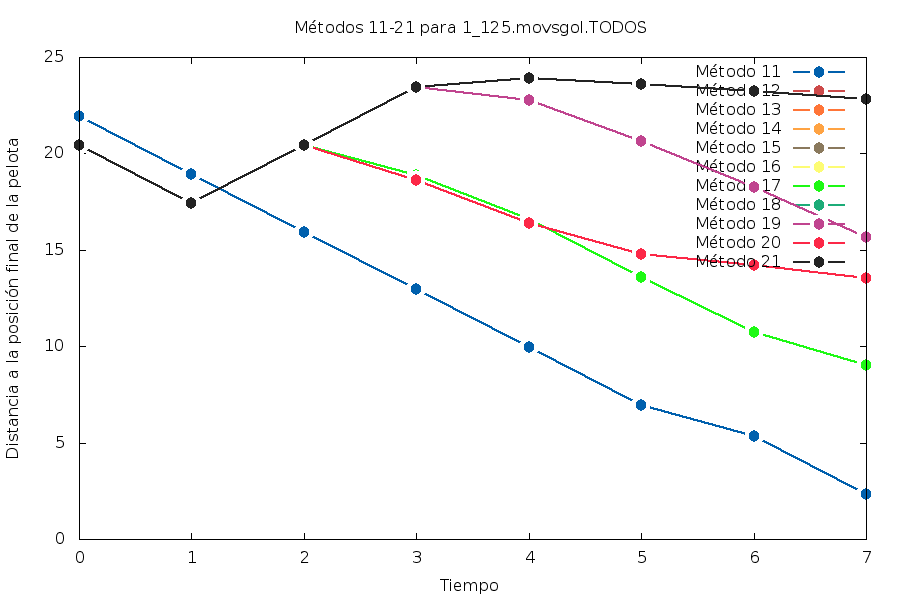 Métodos 11-21 para 1_125.movsgol.TODOS
Distancia a la posición final de la pelota
25
20
15
10
5
0
Método 11
Método 12
Método 13
Método 14
Método 15
Método 16
Método 17
Método 18
Método 19
Método 20
Método 21
0 1 2 3 4 5 6 7
Tiempo